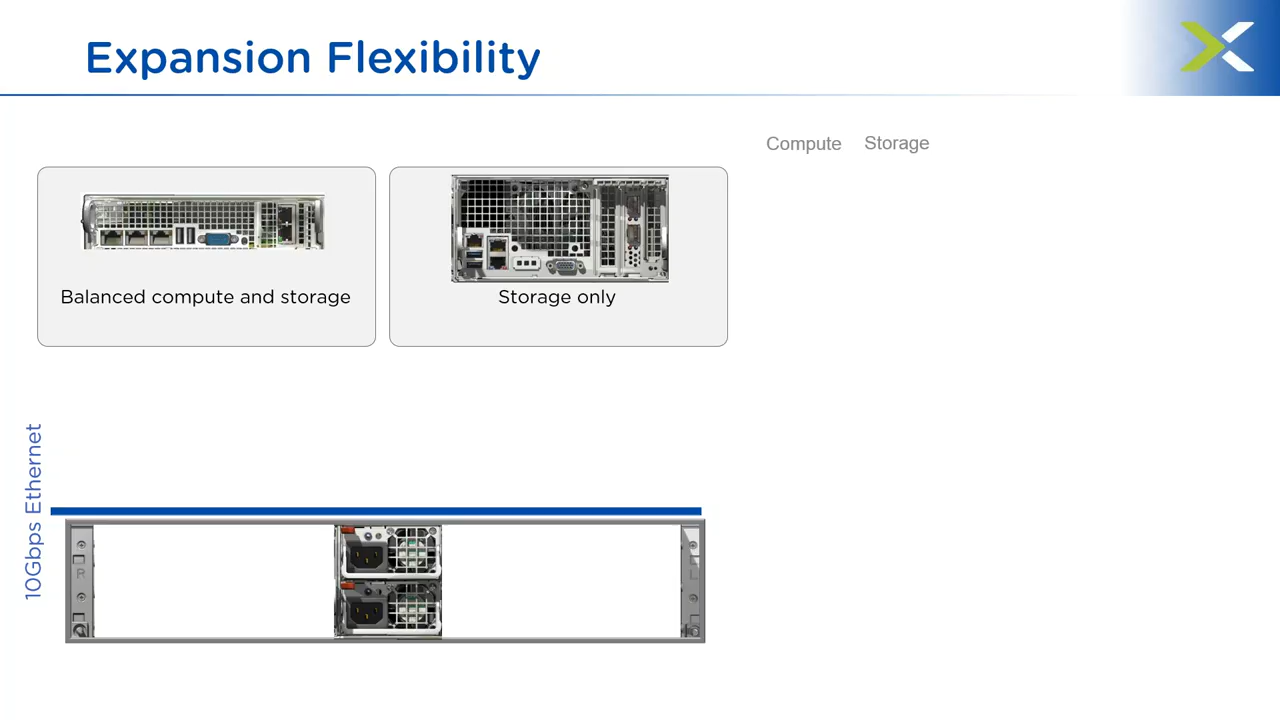 Expansion Flexibility
Compute Storage
Balanced compute and storage
Storage only
10Gbps Ethernet
R
L